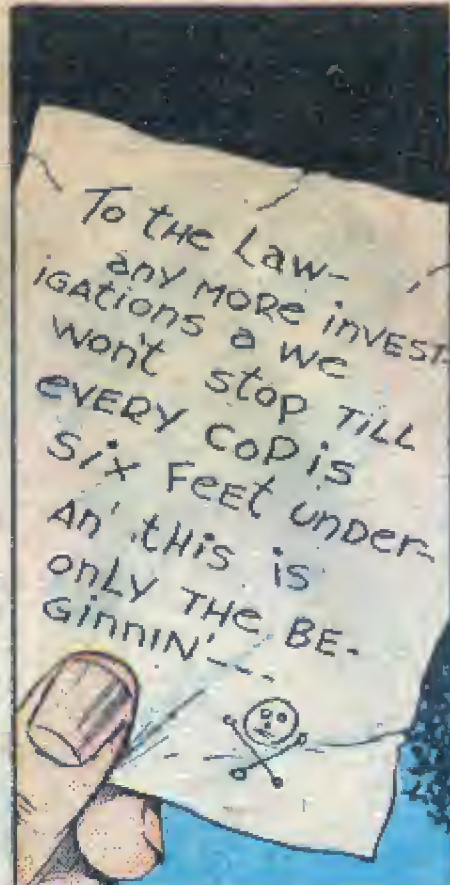 To tHe Law-
any MORe inVEST-
iGATions a we
won't stop TiLL
eVERY CoP is
Six FeeT unDer-
An' tHis is
onLy THe BE-
GinnIN'---